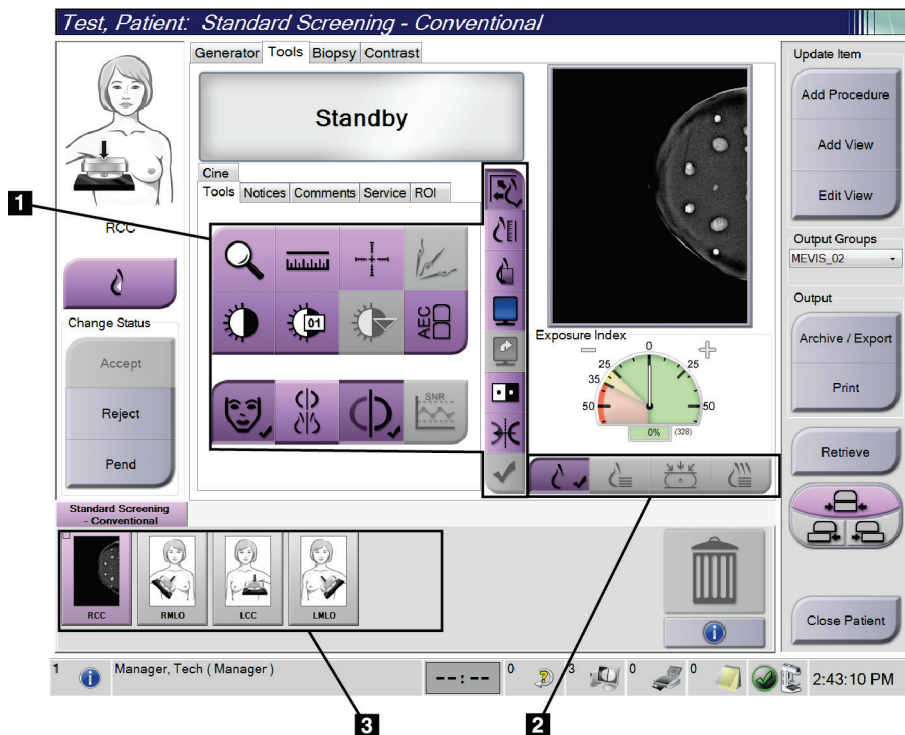 Test, Patient: Standard Screening - Conventional
Generator Tools Biopsy Contrast
Standby
Cine
Tools Notices Comments Service ROI
1
RCC
01
AEC
SNR
Change Status
Accept
Reject
Pend
Exposure Index
0
25 25
35
50 50
0% (328)
Update Item
Add Procedure
Add View
Edit View
Output Groups
MEVIS_02
Output
Archive / Export
Print
Retrieve
Close Patient
Standard Screening
- Conventional
RCC RMLO LCC LMLO
1 Manager, Tech ( Manager ) --:-- 0 3 0 0 2:43:10 PM
3 2